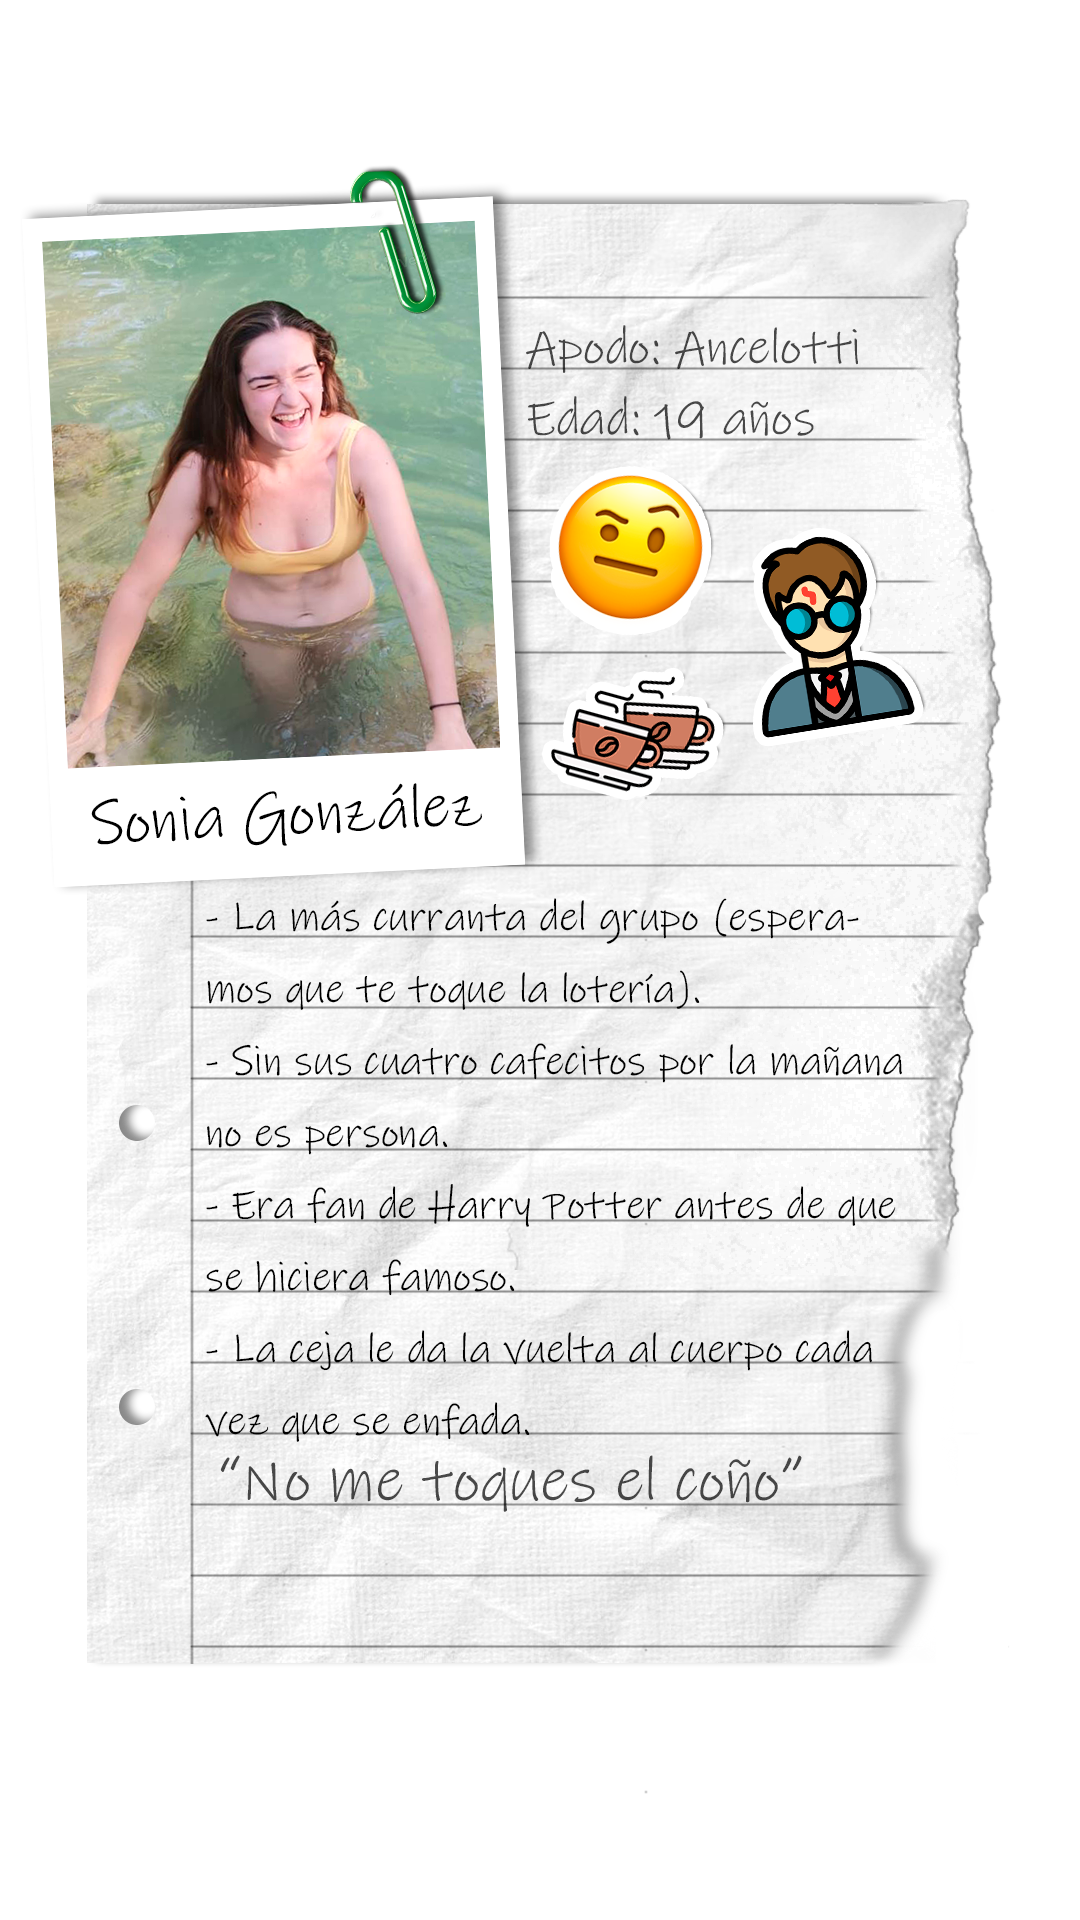 Apodo: Ancelotti
Edad: 19 años
Sonia González
- La más curranta del grupo (espera-
mos que te toque la lotería).
- Sin sus cuatro cafecitos por la mañana
no es persona.
- Era fan de Harry Potter antes de que
se hiciera famoso.
- La ceja le da la vuelta al cuerpo cada
vez que se enfada.
“No me toques el coño”